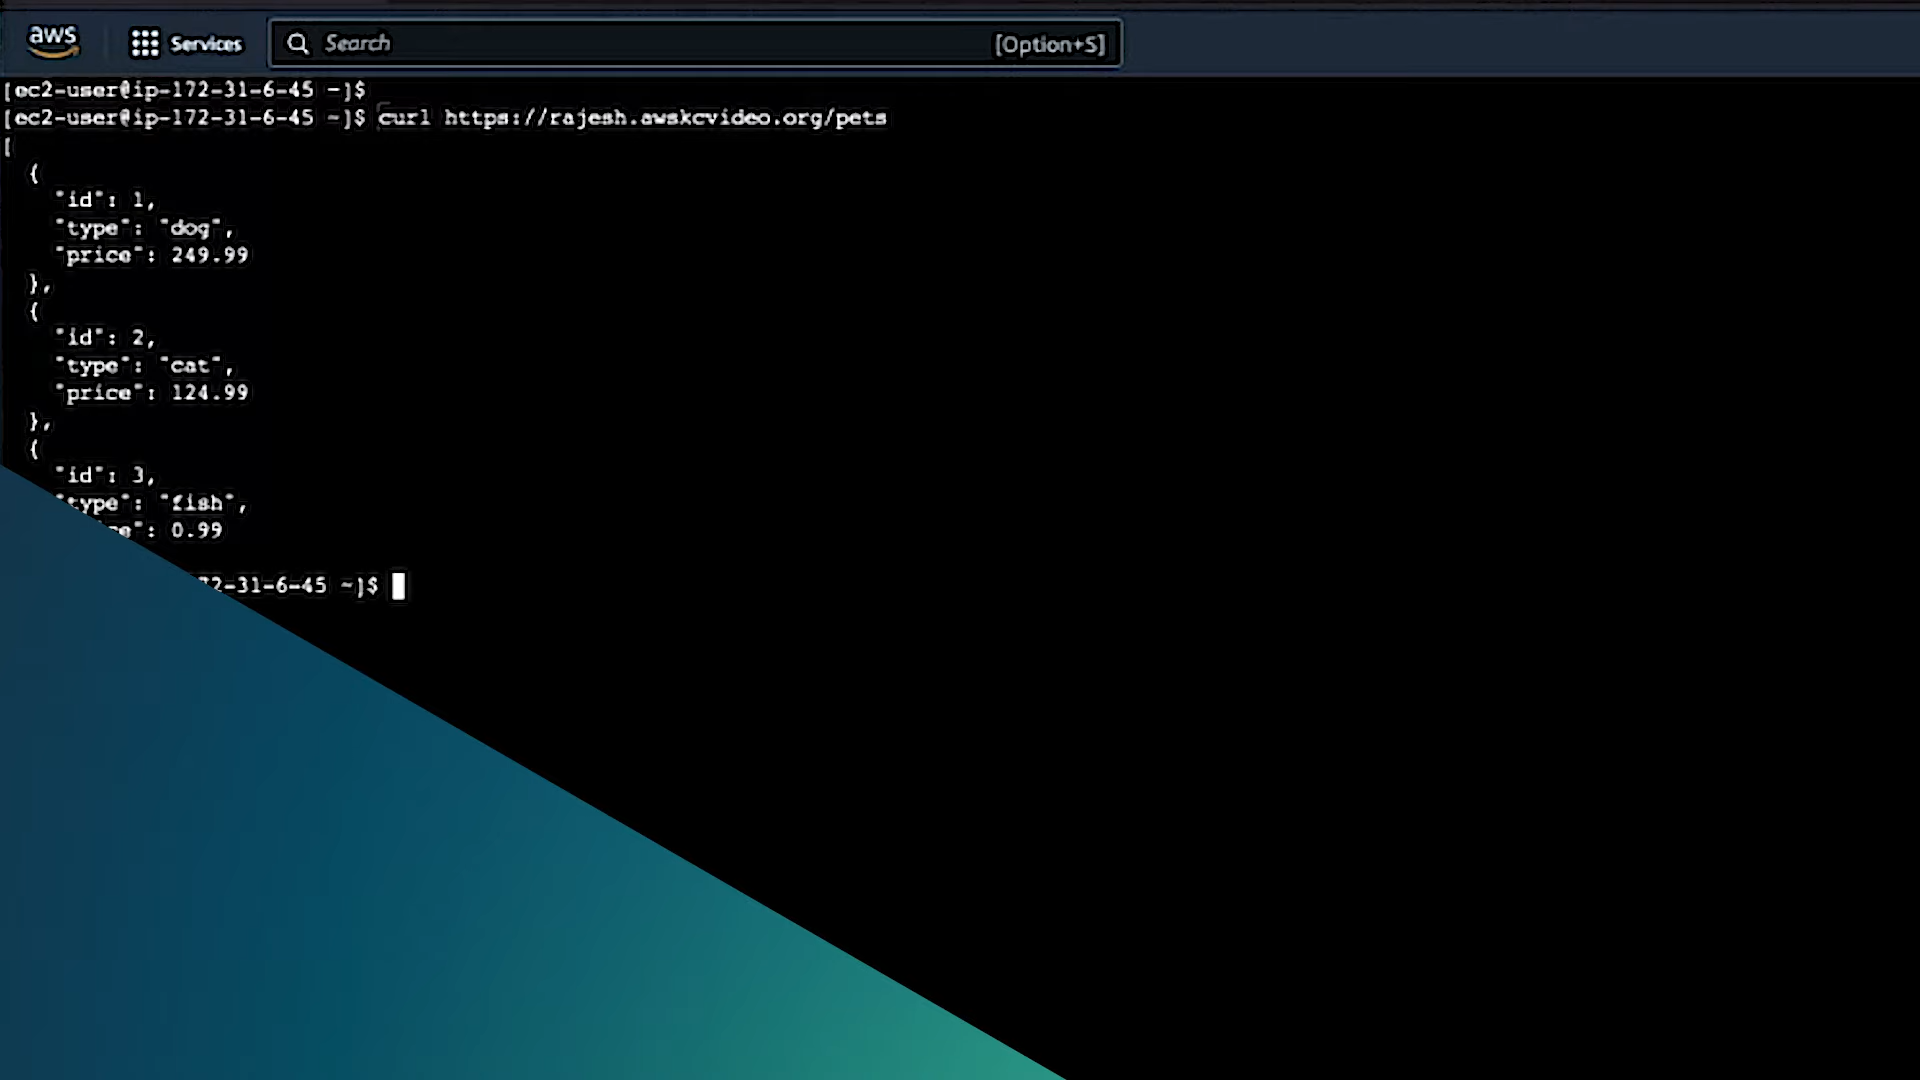 aws
Services
Search
[Option+S]
[ec2-user@ip-172-31-6-45 ~]$
[ec2-user@ip-172-31-6-45 ~]$ curl https://rajesh.awskcvideo.org/pets
[
{
"id": 1,
"type": "dog",
"price": 249.99
},
{
"id": 2,
"type": "cat",
"price": 124.99
},
{
"id": 3,
"type": "fish",
": 0.99
-31-6-45 ~]$